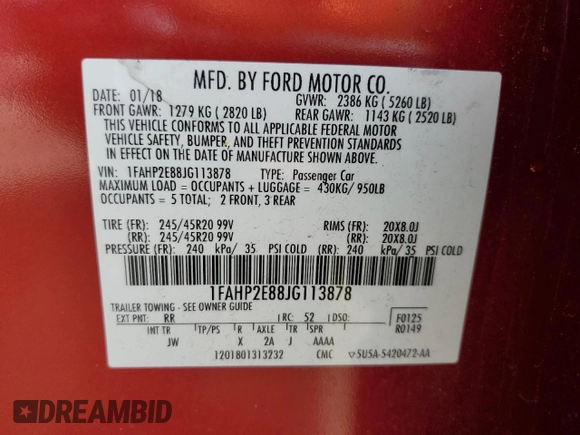 MFD. BY FORD MOTOR CO.
DATE: 01/18 GVWR: 2386 KG ( 5260 LB)
FRONT GAWR: 1279 KG ( 2820 LB) REAR GAWR: 1143 KG ( 2520 LB)
THIS VEHICLE CONFORMS TO ALL APPLICABLE FEDERAL MOTOR
VEHICLE SAFETY, BUMPER, AND THEFT PREVENTION STANDARDS
IN EFFECT ON THE DATE OF MANUFACTURE SHOWN ABOVE.
VIN: 1FAHP2E88JG113878 TYPE: Passenger Car
MAXIMUM LOAD = OCCUPANTS + LUGGAGE = 430KG/ 950LB
OCCUPANTS = 5 TOTAL; 2 FRONT, 3 REAR
TIRE (FR): 245/45R20 99V RIMS (FR): 20X8.0J
(RR): 245/45R20 99V (RR): 20X8.0J
PRESSURE (FR): 240 kPa/ 35 PSI COLD (RR): 240 kPa/ 35 PSI COLD
1FAHP2E88JG113878
TRAILER TOWING - SEE OWNER GUIDE
EXT PNT: RR RC: 52 DSO: F0125
INT TR TP/PS R AXLE TR SPR R0149
JW X 2A J AAAA
1201801313232 CMC 5USA-5420472-AA
DREAMBID